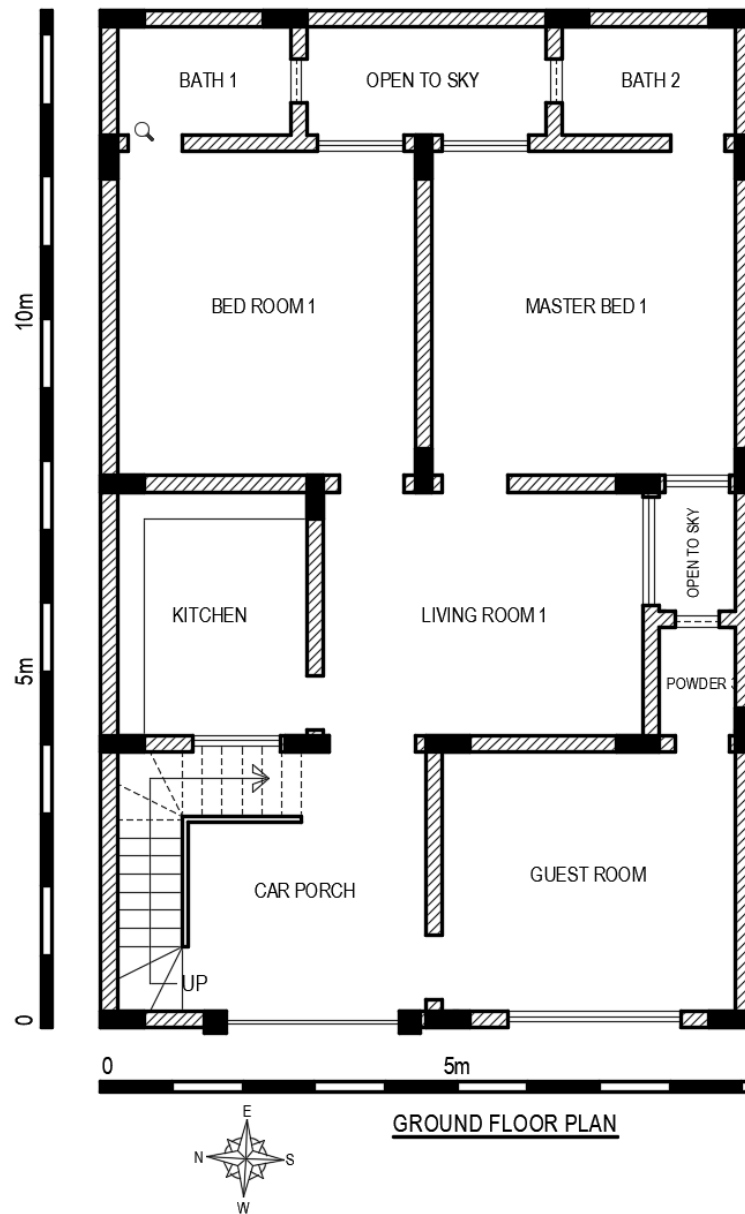 BATH 1
OPEN TO SKY
BATH 2
BED ROOM 1
MASTER BED 1
10m
OPEN TO SKY
KITCHEN
LIVING ROOM 1
5m
POWDER 3
GUEST ROOM
CAR PORCH
UP
0
0
5m
GROUND FLOOR PLAN
E
N
S
W